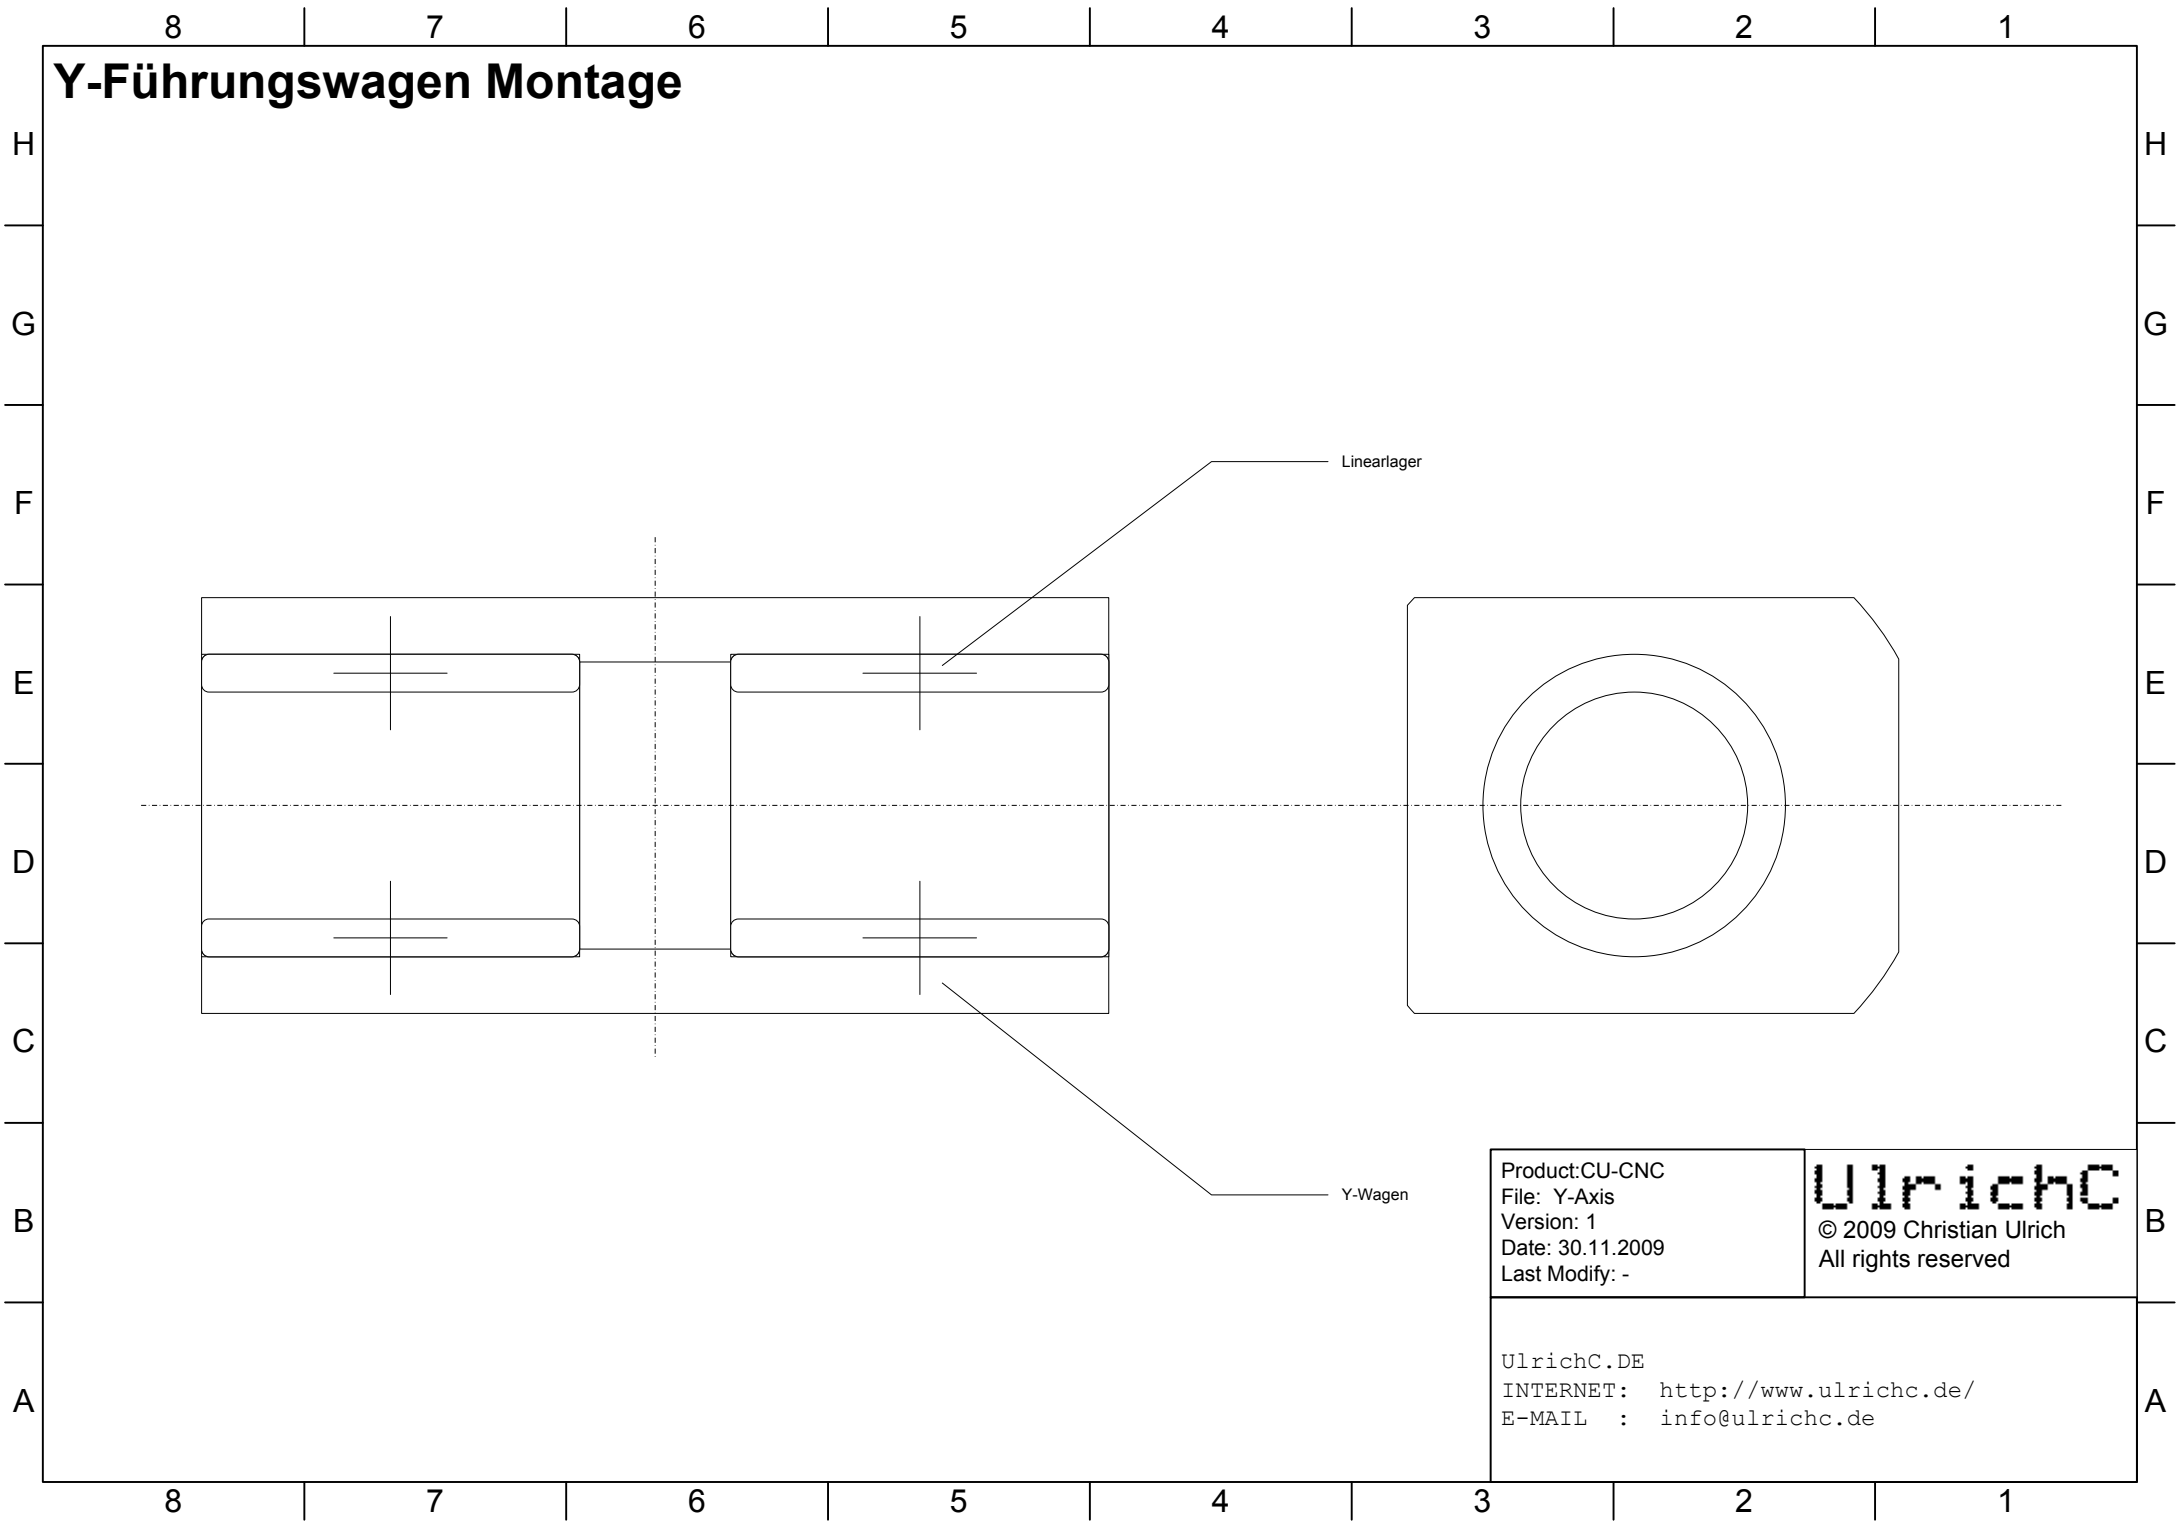 8 7 6 5 4 3 2 1
Y-Führungswagen Montage
H H
G G
Linearlager
F F
E E
D D
C C
Y-Wagen
B B
Product:CU-CNC
File: Y-Axis
Version: 1
Date: 30.11.2009
Last Modify: -
UlrichC
© 2009 Christian Ulrich
All rights reserved
A A
UlrichC.DE
INTERNET: http://www.ulrichc.de/
E-MAIL : info@ulrichc.de
8 7 6 5 4 3 2 1